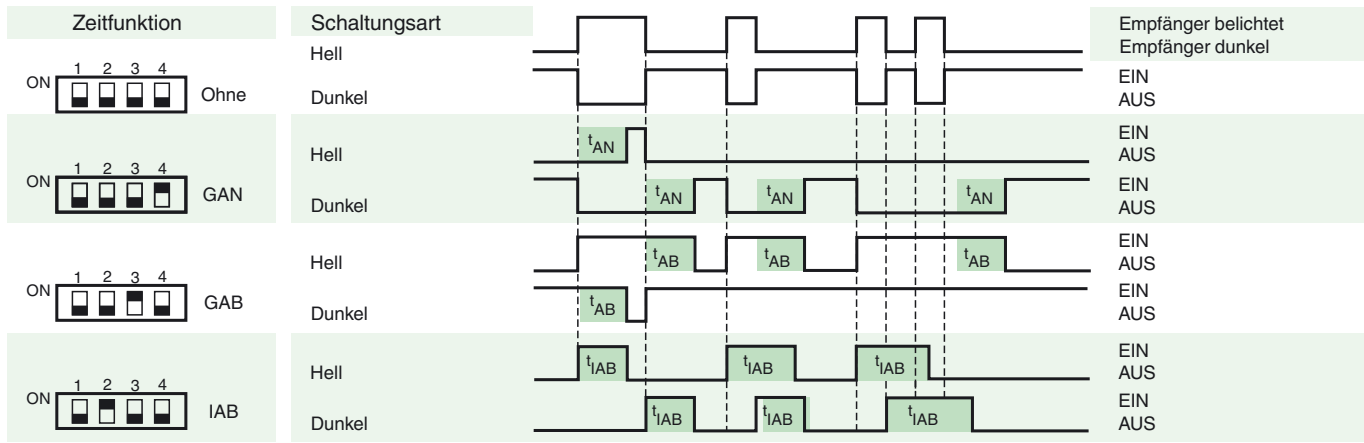 Zeitfunktion Schaltungsart
Empfänger belichtet
Empfänger dunkel
Hell
1 2 3 4
ON Ohne
Dunkel
EIN
AUS
Hell tAN
EIN
AUS
1 2 3 4
ON GAN
Dunkel tAN tAN tAN
EIN
AUS
Hell tAB tAB tAB
EIN
AUS
1 2 3 4
ON GAB
Dunkel tAB
EIN
AUS
Hell tIAB tIAB tIAB
EIN
AUS
1 2 3 4
ON IAB
Dunkel tIAB tIAB tIAB
EIN
AUS